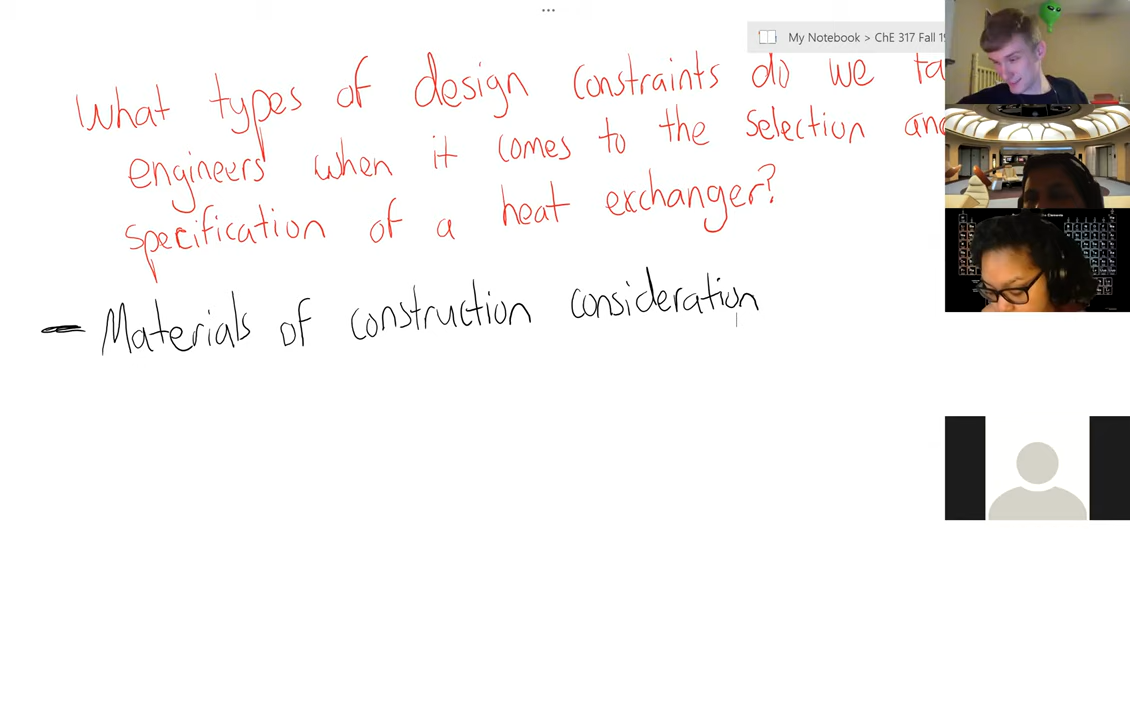 My Notebook > ChE 317 Fall
What types of design constraints do we
engineers when it comes to the selection
specification of a heat exchanger?
- Materials of construction consideration